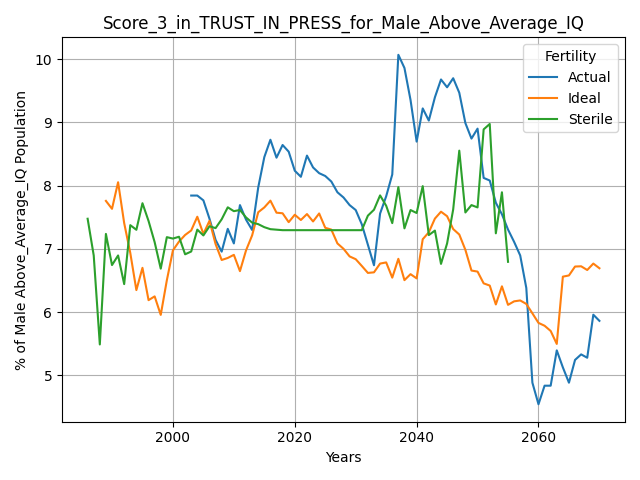 Score_3_in_TRUST_IN_PRESS_for_Male_Above_Average_IQ
% of Male Above_Average_IQ Population
10
9
8
7
6
5
Fertility
Actual
Ideal
Sterile
2000
2020
2040
2060
Years